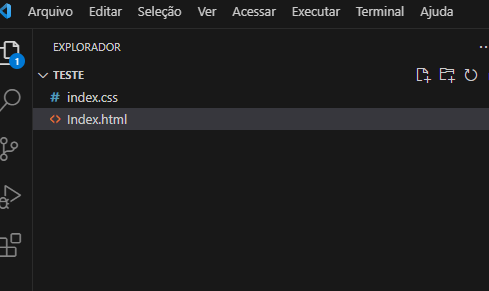 Arquivo Editar Seleção Ver Acessar Executar Terminal Ajuda
EXPLORADOR
TESTE
# index.css
<> Index.html
1